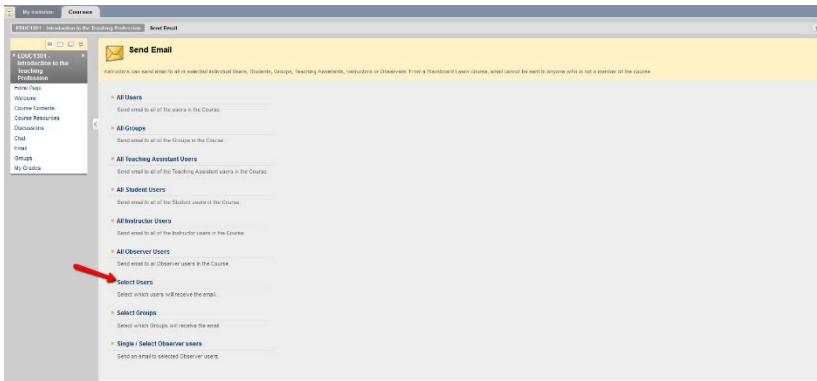 My Institution Courses
EDUC1301 - Introduction to the Teaching Profession Send Email
EDUC1301 -
Introduction to the
Teaching
Profession
Home Page
Welcome
Course Contents
Course Resources
Discussions
Chat
Email
Groups
My Grades
Send Email
Instructors can send email to all or selected individual Users, Students, Groups, Teaching Assistants, Instructors or Observers. From a Blackboard Learn course, email cannot be sent to anyone who is not a member of the course.
All Users
Send email to all of the users in the Course.
All Groups
Send email to all of the Groups in the Course.
All Teaching Assistant Users
Send email to all of the Teaching Assistant users in the Course.
All Student Users
Send email to all of the Student users in the Course.
All Instructor Users
Send email to all of the Instructor users in the Course.
All Observer Users
Send email to all Observer users in the Course.
Select Users
Select which users will receive the email.
Select Groups
Select which Groups will receive the email.
Single / Select Observer users
Send an email to selected Observer users.